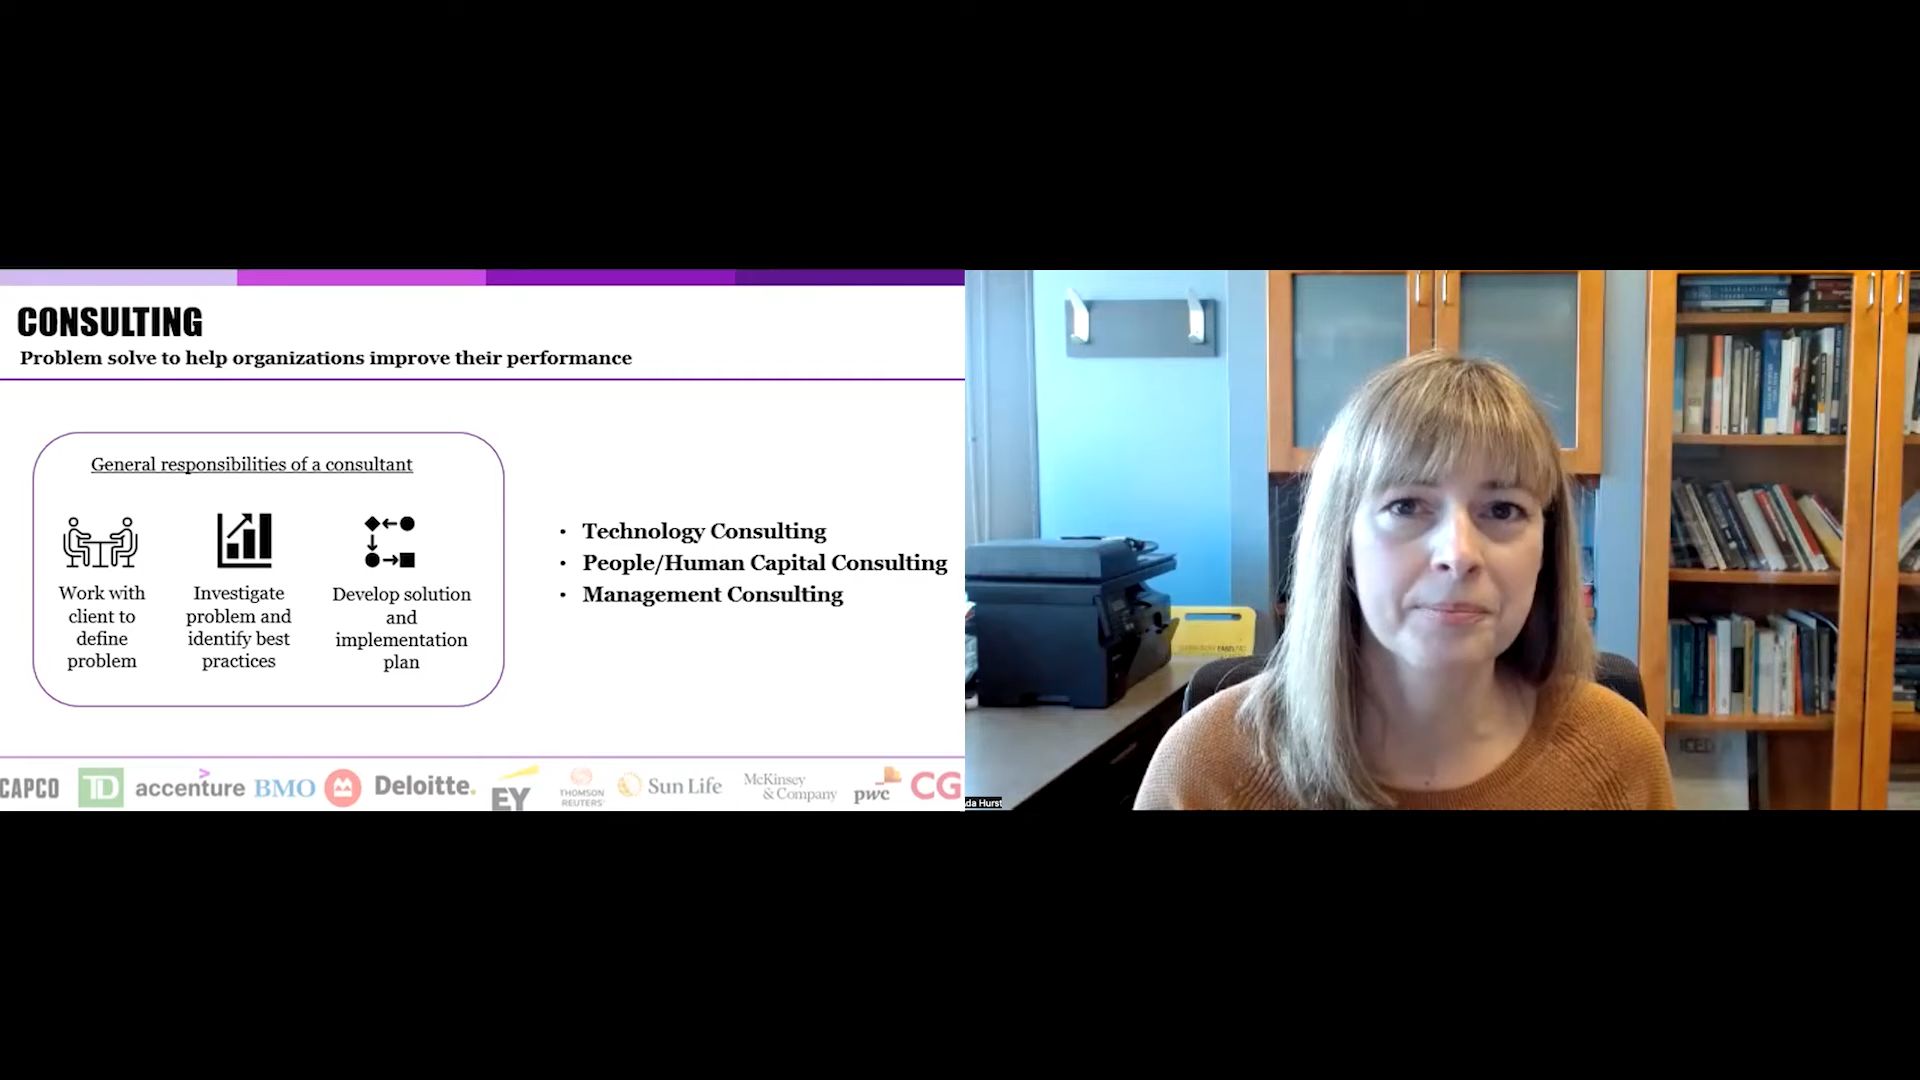 CONSULTING
Problem solve to help organizations improve their performance
General responsibilities of a consultant
Work with
client to
define
problem
Investigate
problem and
identify best
practices
Develop solution
and
implementation
plan
• Technology Consulting
• People/Human Capital Consulting
• Management Consulting
CAPCO
TD
accenture
BMO
Deloitte.
EY
THOMSON
REUTERS
Sun Life
McKinsey
& Company
pwc
CG
da Hurst